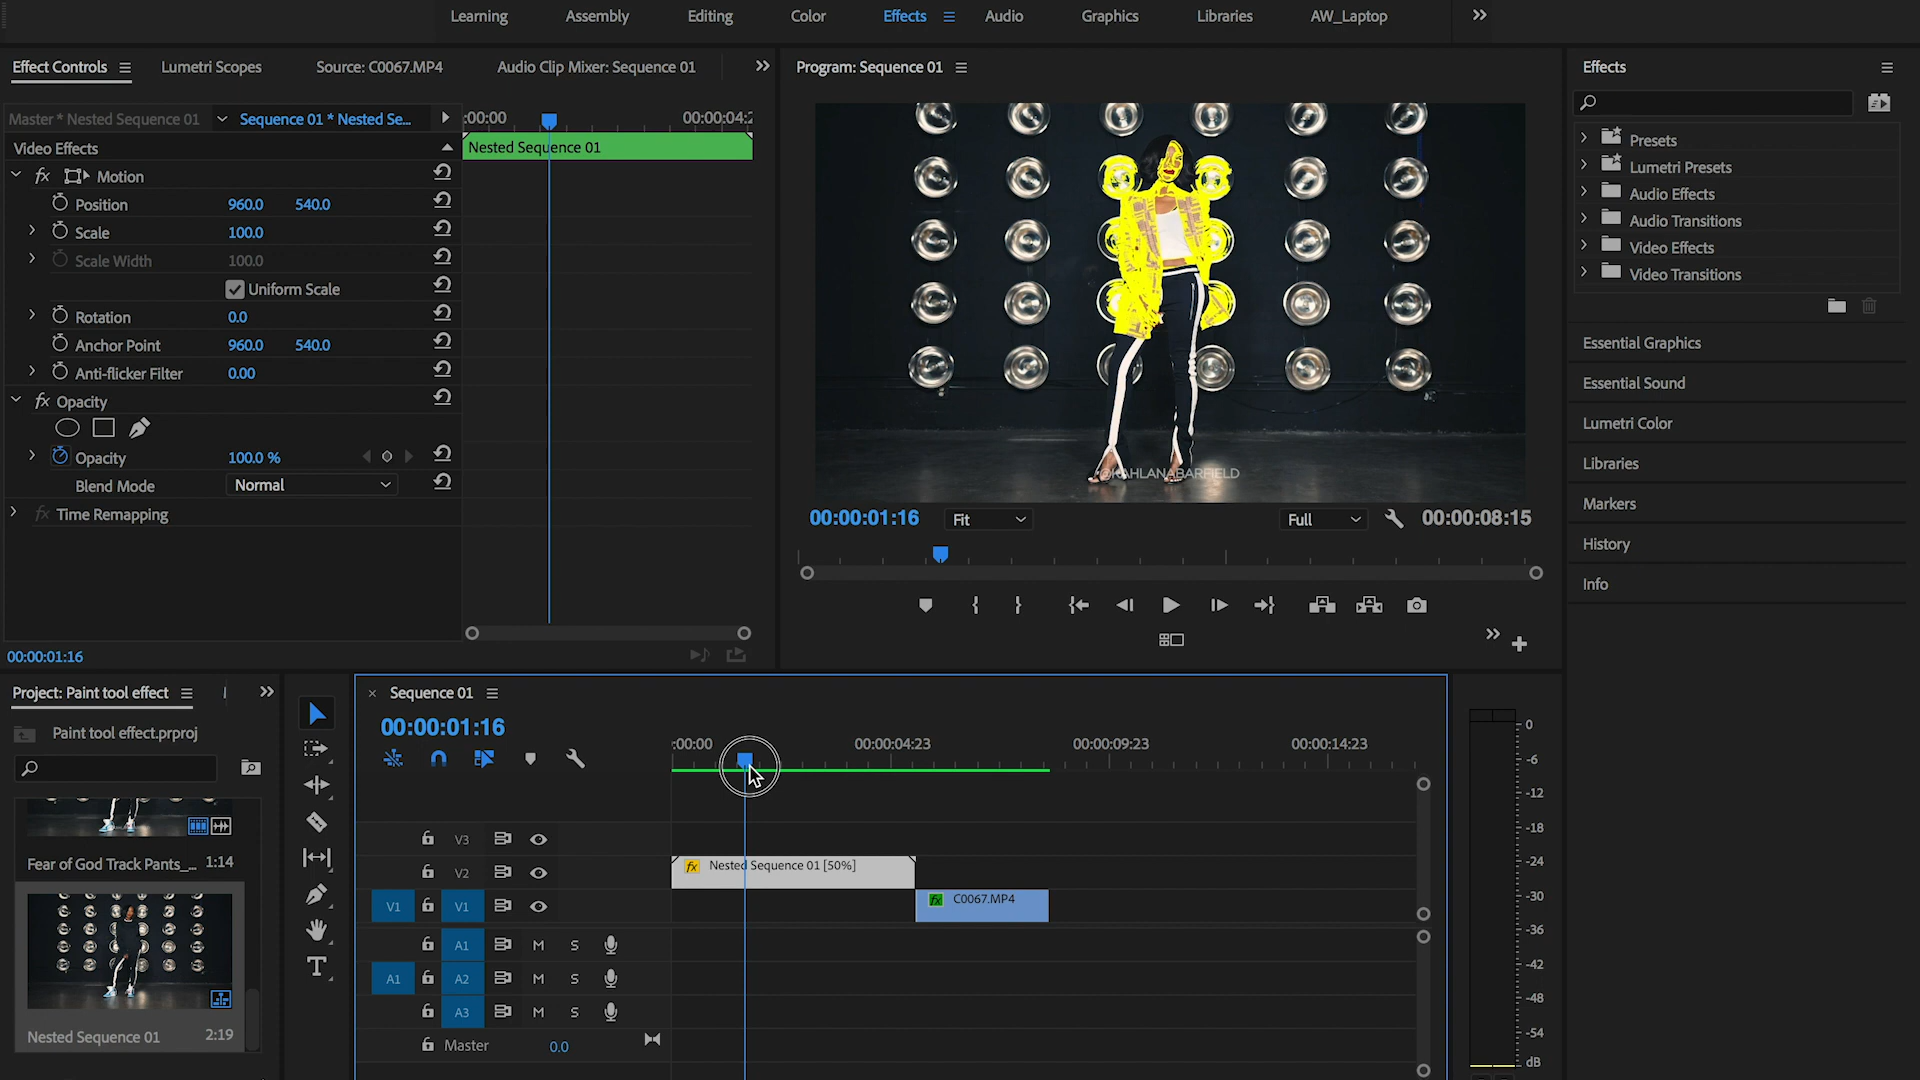 Learning Assembly Editing Color Effects Audio Graphics Libraries AW_Laptop
Effect Controls Lumetri Scopes Source: C0067.MP4 Audio Clip Mixer: Sequence 01
Program: Sequence 01
Effects
Master * Nested Sequence 01 Sequence 01 * Nested Se... :00:00 00:00:04:2
Video Effects
Nested Sequence 01
fx Motion
Position 960.0 540.0
Scale 100.0
Scale Width 100.0
Uniform Scale
Rotation 0.0
Anchor Point 960.0 540.0
Anti-flicker Filter 0.00
fx Opacity
Opacity 100.0 %
Blend Mode Normal
fx Time Remapping
00:00:01:16
@KAHLANABARFIELD
00:00:01:16 Fit Full 00:00:08:15
Presets
Lumetri Presets
Audio Effects
Audio Transitions
Video Effects
Video Transitions
Essential Graphics
Essential Sound
Lumetri Color
Libraries
Markers
History
Info
Project: Paint tool effect
Paint tool effect.prproj
Fear of God Track Pants_... 1:14
Nested Sequence 01 2:19
Sequence 01
00:00:01:16
:00:00 00:00:04:23 00:00:09:23 00:00:14:23
V3
V2 fx Nested Sequence 01 [50%]
V1 V1 fx C0067.MP4
A1 M S
A1 A2 M S
A3 M S
Master 0.0
0
-6
-12
-18
-24
-30
-36
-42
-48
-54
dB